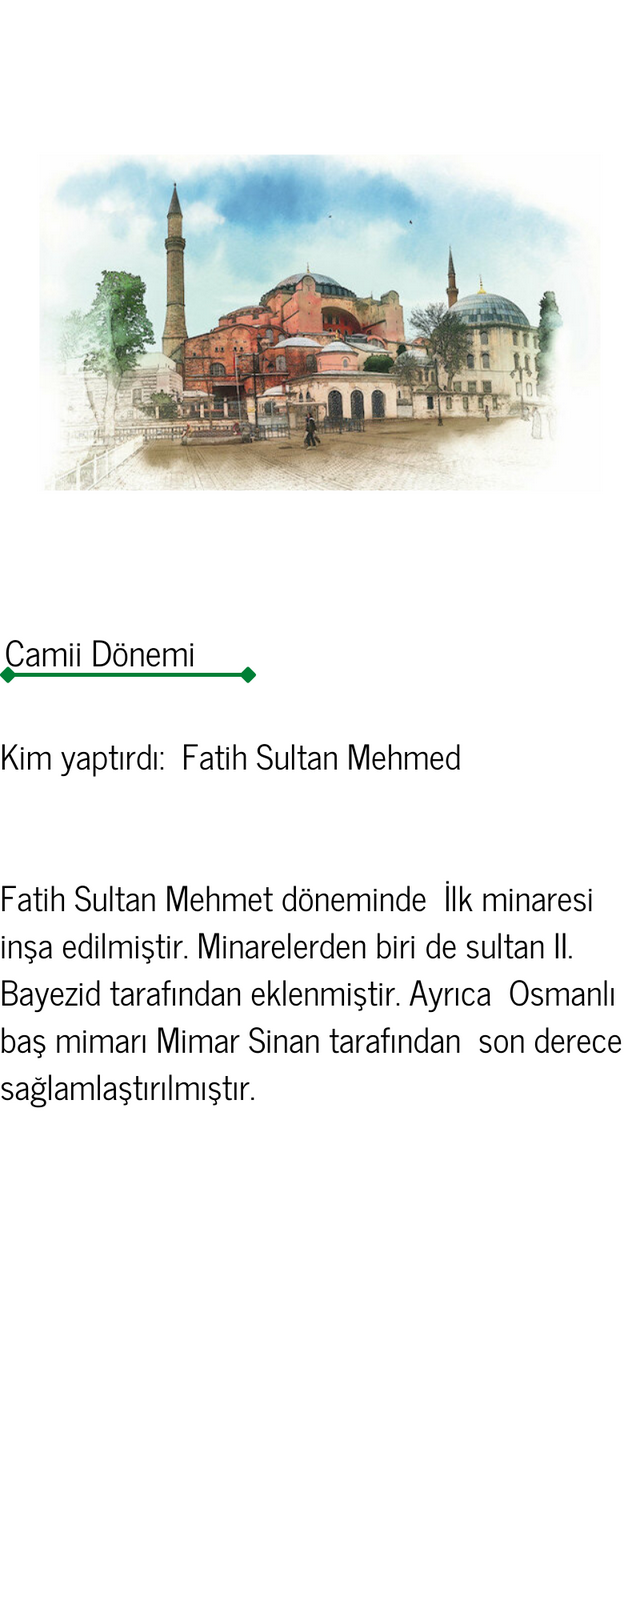 Camii Dönemi
Kim yaptırdı:  Fatih Sultan Mehmed
Fatih Sultan Mehmet döneminde  İlk minaresi
inşa edilmiştir. Minarelerden biri de sultan II.
Bayezid tarafından eklenmiştir. Ayrıca  Osmanlı
baş mimarı Mimar Sinan tarafından  son derece
sağlamlaştırılmıştır.